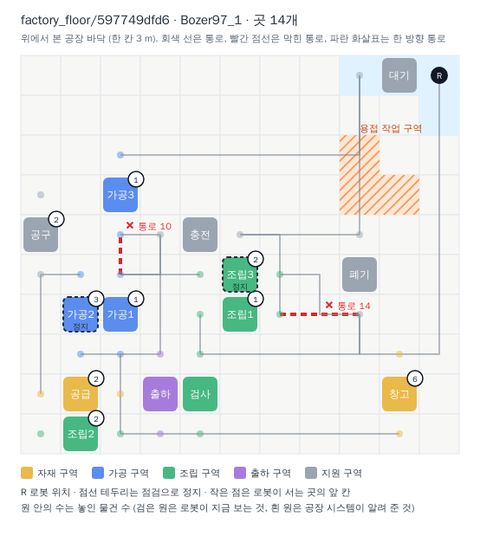 factory_floor/597749dfd6 · Bozer97_1 · 곳 14개
위에서 본 공장 바닥 (한 칸 3 m). 회색 선은 통로, 빨간 점선은 막힌 통로, 파란 화살표는 한 방향 통로
대기
R
용접 작업 구역
가공3
1
공구
2
✕ 통로 10
충전
조립3
정지
2
폐기
가공2
정지
3
가공1
1
조립1
1
✕ 통로 14
공급
2
출하
검사
창고
6
조립2
2
자재 구역
가공 구역
조립 구역
출하 구역
지원 구역
R 로봇 위치 · 점선 테두리는 점검으로 정지 · 작은 점은 로봇이 서는 곳의 앞 칸
원 안의 수는 놓인 물건 수 (검은 원은 로봇이 지금 보는 것, 흰 원은 공장 시스템이 알려 준 것)